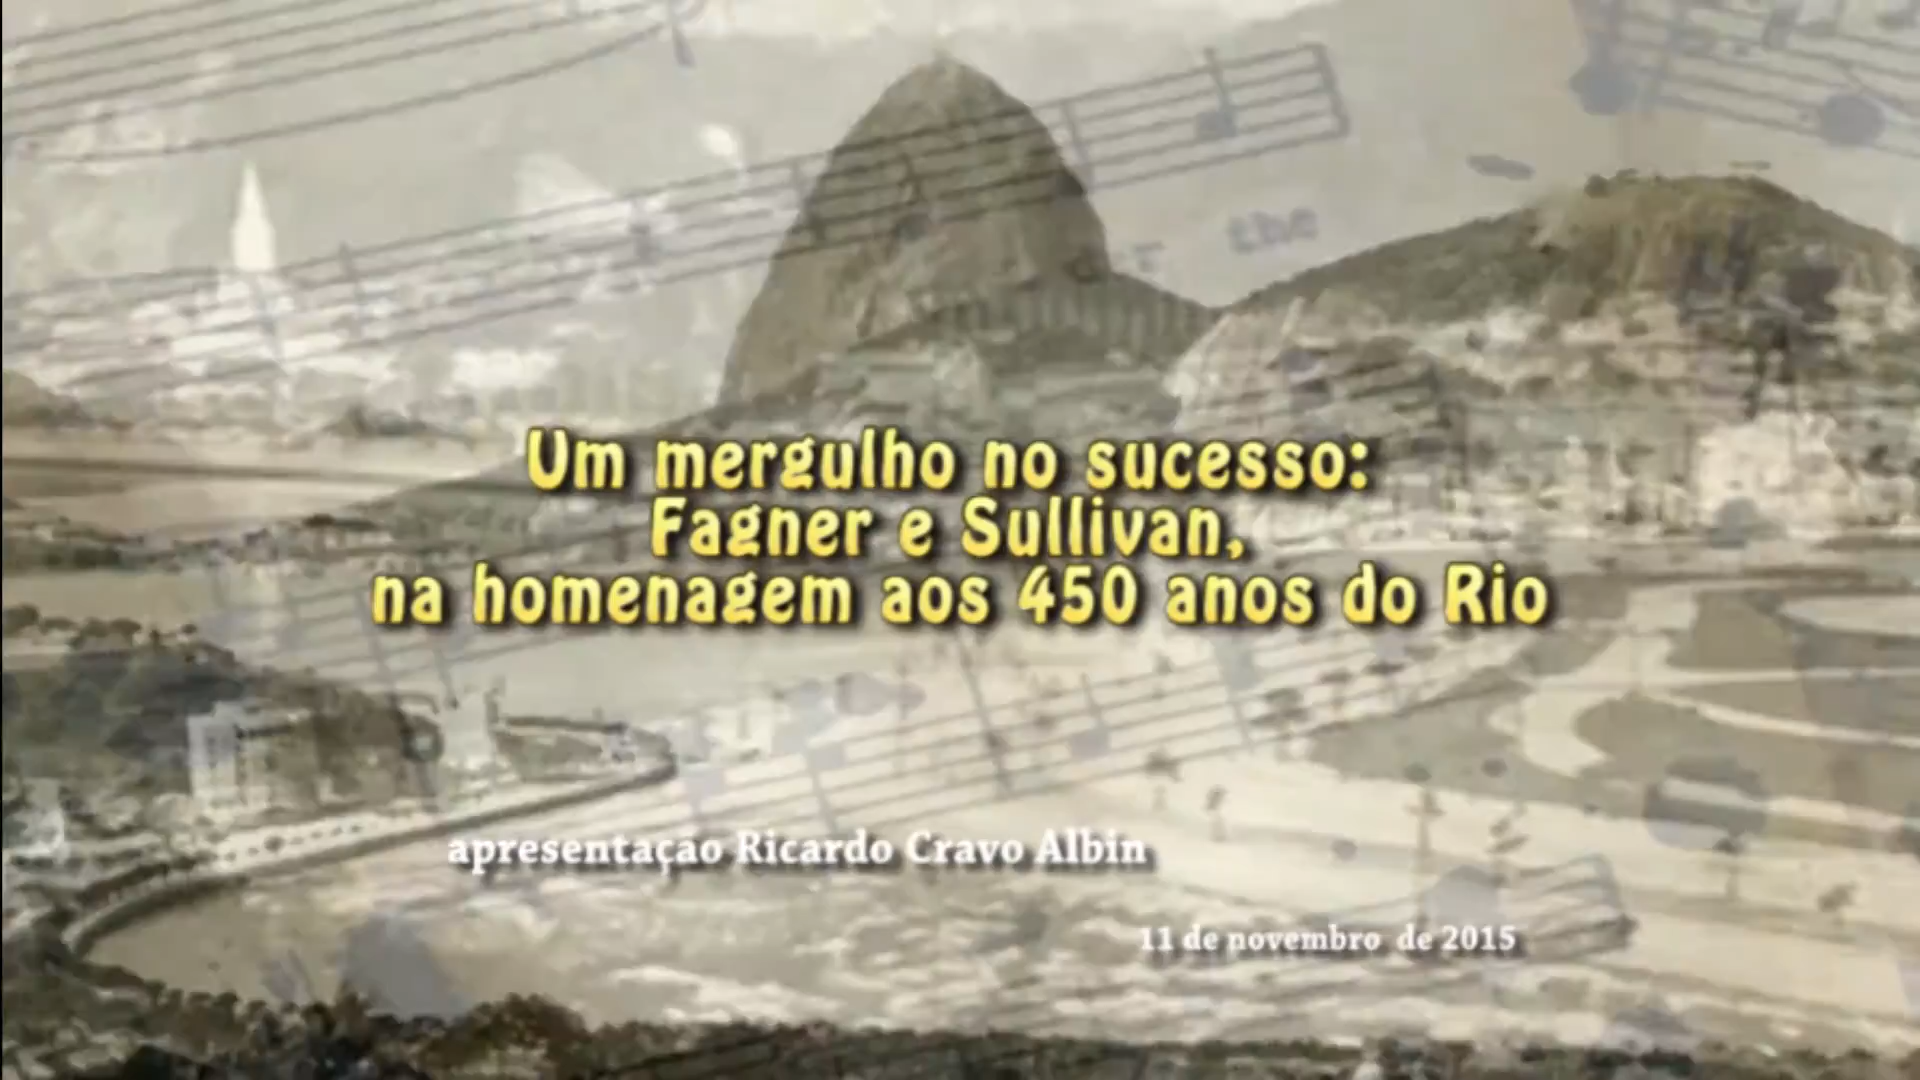 the
Um mergulho no sucesso:
Fagner e Sullivan,
na homenagem aos 450 anos do Rio
apresentação Ricardo Cravo Albin
11 de novembro de 2015